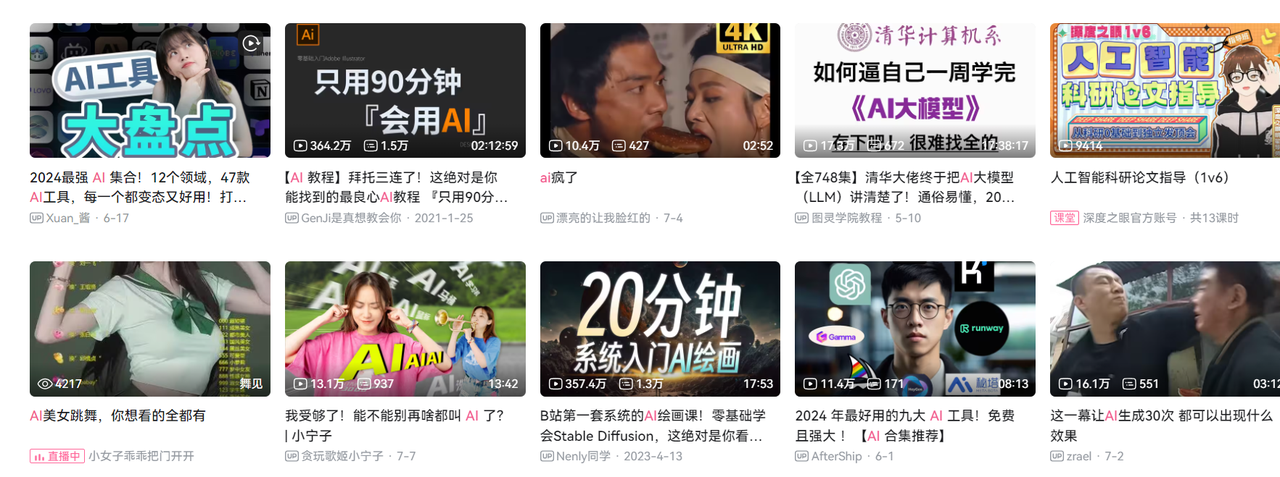 AI工具
大盘点
2024最强 AI 集合！12个领域，47款
AI工具，每一个都变态又好用！打...
UP Xuan_酱 · 6-17
Ai
零基础入门Adobe Illustrator
只用90分钟
『会用AI』
364.2万 1.5万 02:12:59
【AI 教程】拜托三连了！这绝对是你
能找到的最良心AI教程 『只用90分...
UP GenJi是真想教会你 · 2021-1-25
4K
ULTRA HD
10.4万 427 02:52
ai疯了
UP 漂亮的让我脸红的 · 7-4
清华计算机系
如何逼自己一周学完
《AI大模型》
存下吧！很难找全的
672 38:17
【全748集】清华大佬终于把AI大模型
（LLM）讲清楚了！通俗易懂，20...
UP 图灵学院教程 · 5-10
深度之眼1v6
人工智能
科研论文指导
9414
人工智能科研论文指导（1v6）
课堂 深度之眼官方账号 · 共13课时
4217 舞见
AI美女跳舞，你想看的全都有
直播中 小女子乖乖把门开开
AI AI AI
13.1万 937 13:42
我受够了！能不能别再啥都叫 AI 了？
| 小宁子
UP 贪玩歌姬小宁子 · 7-7
20分钟
系统入门AI绘画
357.4万 1.3万 17:53
B站第一套系统的AI绘画课！零基础学
会Stable Diffusion，这绝对是你看...
UP Nenly同学 · 2023-4-13
Gamma
runway
秘塔
11.4万 171 08:13
2024 年最好用的九大 AI 工具！免费
且强大 ！【AI 合集推荐】
UP AfterShip · 6-1
16.1万 551 03:12
这一幕让AI生成30次 都可以出现什么
效果
UP zrael · 7-2